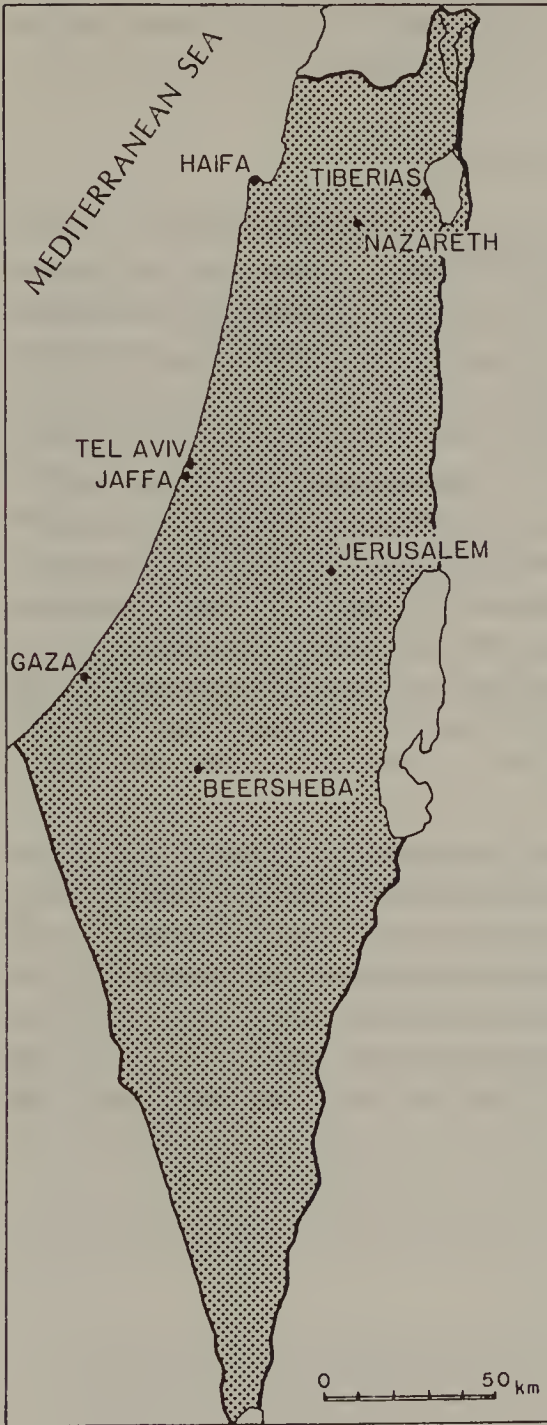 MEDITERRANEAN SEA
HAIFA
TIBERIAS
NAZARETH
TEL AVIV
JAFFA
JERUSALEM
GAZA
BEERSHEBA
0 50 km